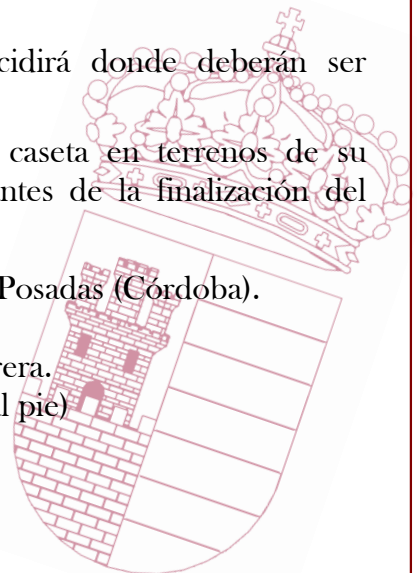 cidirá donde deberán ser
caseta en terrenos de su
ntes de la finalización del
Posadas (Córdoba).
rera.
l pie)